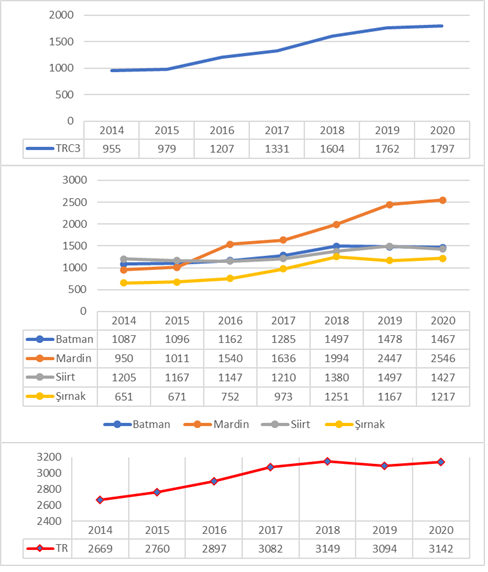 2000
1500
1000
500
0
2014 2015 2016 2017 2018 2019 2020
TRC3 955 979 1207 1331 1604 1762 1797
3000
2500
2000
1500
1000
500
0
2014 2015 2016 2017 2018 2019 2020
Batman 1087 1096 1162 1285 1497 1478 1467
Mardin 950 1011 1540 1636 1994 2447 2546
Siirt 1205 1167 1147 1210 1380 1497 1427
Şırnak 651 671 752 973 1251 1167 1217
Batman Mardin Siirt Şırnak
3200
3000
2800
2600
2400
2014 2015 2016 2017 2018 2019 2020
TR 2669 2760 2897 3082 3149 3094 3142